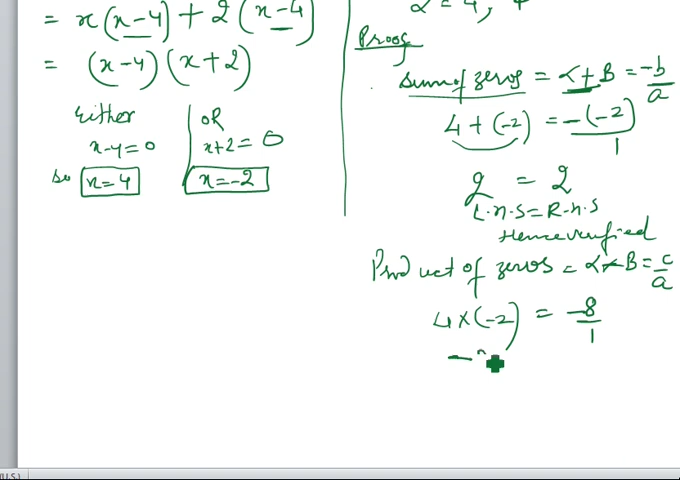 = x(x-4) + 2(x-4)
= (x-4)(x+2)
Either
x-4=0
so x=4
OR
x+2=0
x=-2
α = 4,
Proof
Sum of zeros = α+B = -b/a
4+(-2) = -(-2)/1
2 = 2
L.H.S = R.H.S
Hence verified
Product of zeros = α×B = c/a
4×(-2) = -8/1
-
(U.S.)